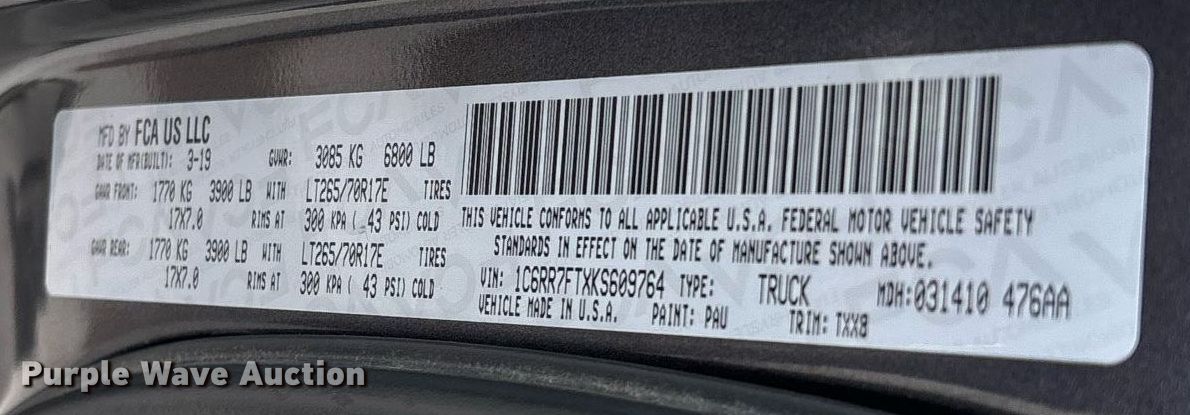 MFD BY FCA US LLC
DATE OF MFR(BUILT): 3-19 GVWR: 3085 KG 6800 LB
GAWR FRONT: 1770 KG 3900 LB WITH LT265/70R17E TIRES
17X7.0 RIMS AT 300 KPA ( 43 PSI) COLD
GAWR REAR: 1770 KG 3900 LB WITH LT265/70R17E TIRES
17X7.0 RIMS AT 300 KPA ( 43 PSI) COLD
THIS VEHICLE CONFORMS TO ALL APPLICABLE U.S.A. FEDERAL MOTOR VEHICLE SAFETY
STANDARDS IN EFFECT ON THE DATE OF MANUFACTURE SHOWN ABOVE.
VIN: 1C6RR7FTXKS609764 TYPE: TRUCK MDH:031410 476AA
VEHICLE MADE IN U.S.A. PAINT: PAU TRIM: TXX8
Purple Wave Auction